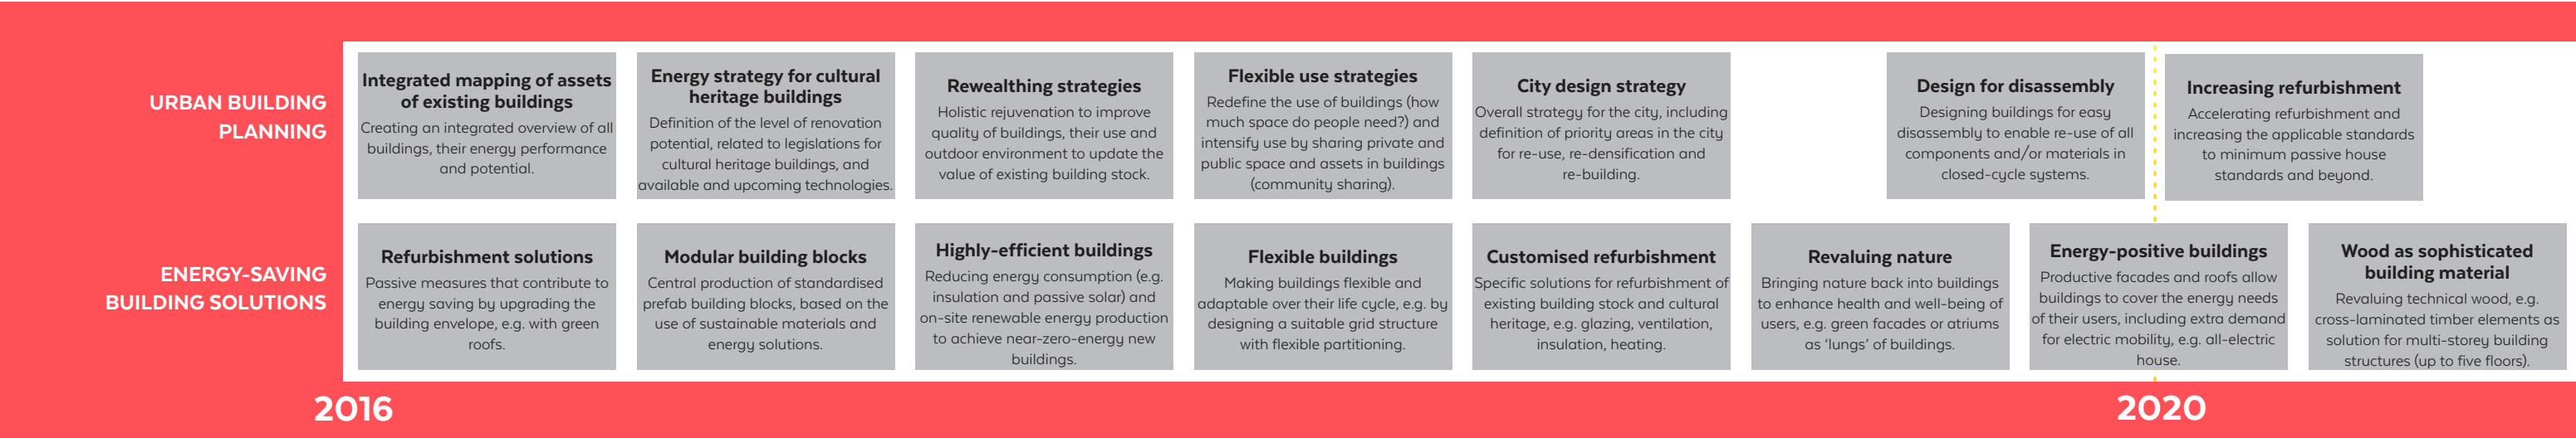 URBAN BUILDING
PLANNING
Integrated mapping of assets
of existing buildings
Creating an integrated overview of all
buildings, their energy performance
and potential.
Energy strategy for cultural
heritage buildings
Definition of the level of renovation
potential, related to legislations for
cultural heritage buildings, and
available and upcoming technologies.
Rewealthing strategies
Holistic rejuvenation to improve
quality of buildings, their use and
outdoor environment to update the
value of existing building stock.
Flexible use strategies
Redefine the use of buildings (how
much space do people need?) and
intensify use by sharing private and
public space and assets in buildings
(community sharing).
City design strategy
Overall strategy for the city, including
definition of priority areas in the city
for re-use, re-densification and
re-building.
Design for disassembly
Designing buildings for easy
disassembly to enable re-use of all
components and/or materials in
closed-cycle systems.
Increasing refurbishment
Accelerating refurbishment and
increasing the applicable standards
to minimum passive house
standards and beyond.
ENERGY-SAVING
BUILDING SOLUTIONS
Refurbishment solutions
Passive measures that contribute to
energy saving by upgrading the
building envelope, e.g. with green
roofs.
Modular building blocks
Central production of standardised
prefab building blocks, based on the
use of sustainable materials and
energy solutions.
Highly-efficient buildings
Reducing energy consumption (e.g.
insulation and passive solar) and
on-site renewable energy production
to achieve near-zero-energy new
buildings.
Flexible buildings
Making buildings flexible and
adaptable over their life cycle, e.g. by
designing a suitable grid structure
with flexible partitioning.
Customised refurbishment
Specific solutions for refurbishment of
existing building stock and cultural
heritage, e.g. glazing, ventilation,
insulation, heating.
Revaluing nature
Bringing nature back into buildings
to enhance health and well-being of
users, e.g. green facades or atriums
as ‘lungs’ of buildings.
Energy-positive buildings
Productive facades and roofs allow
buildings to cover the energy needs
of their users, including extra demand
for electric mobility, e.g. all-electric
house.
Wood as sophisticated
building material
Revaluing technical wood, e.g.
cross-laminated timber elements as
solution for multi-storey building
structures (up to five floors).
2016
2020